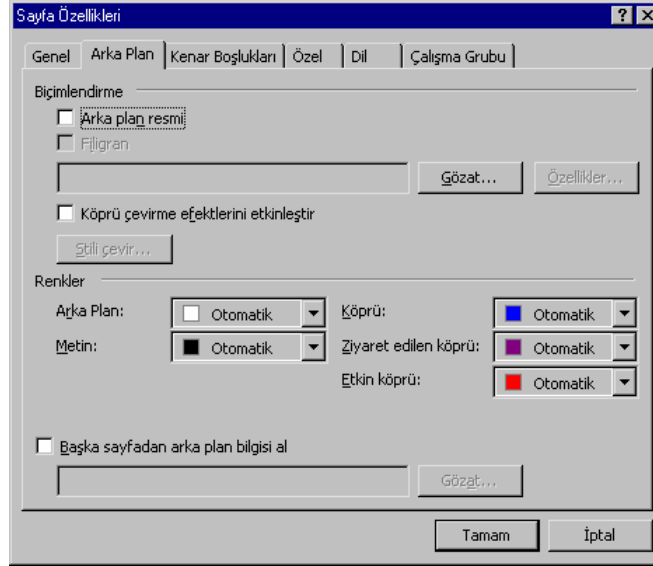 Sayfa Özellikleri
Genel Arka Plan Kenar Boşlukları Özel Dil Çalışma Grubu
Biçimlendirme
Arka plan resmi
Filigran
Gözat... Özellikler...
Köprü çevirme efektlerini etkinleştir
Stili çevir...
Renkler
Arka Plan: Otomatik Köprü: Otomatik
Metin: Otomatik Ziyaret edilen köprü: Otomatik
Etkin köprü: Otomatik
Başka sayfadan arka plan bilgisi al
Gözat...
Tamam İptal